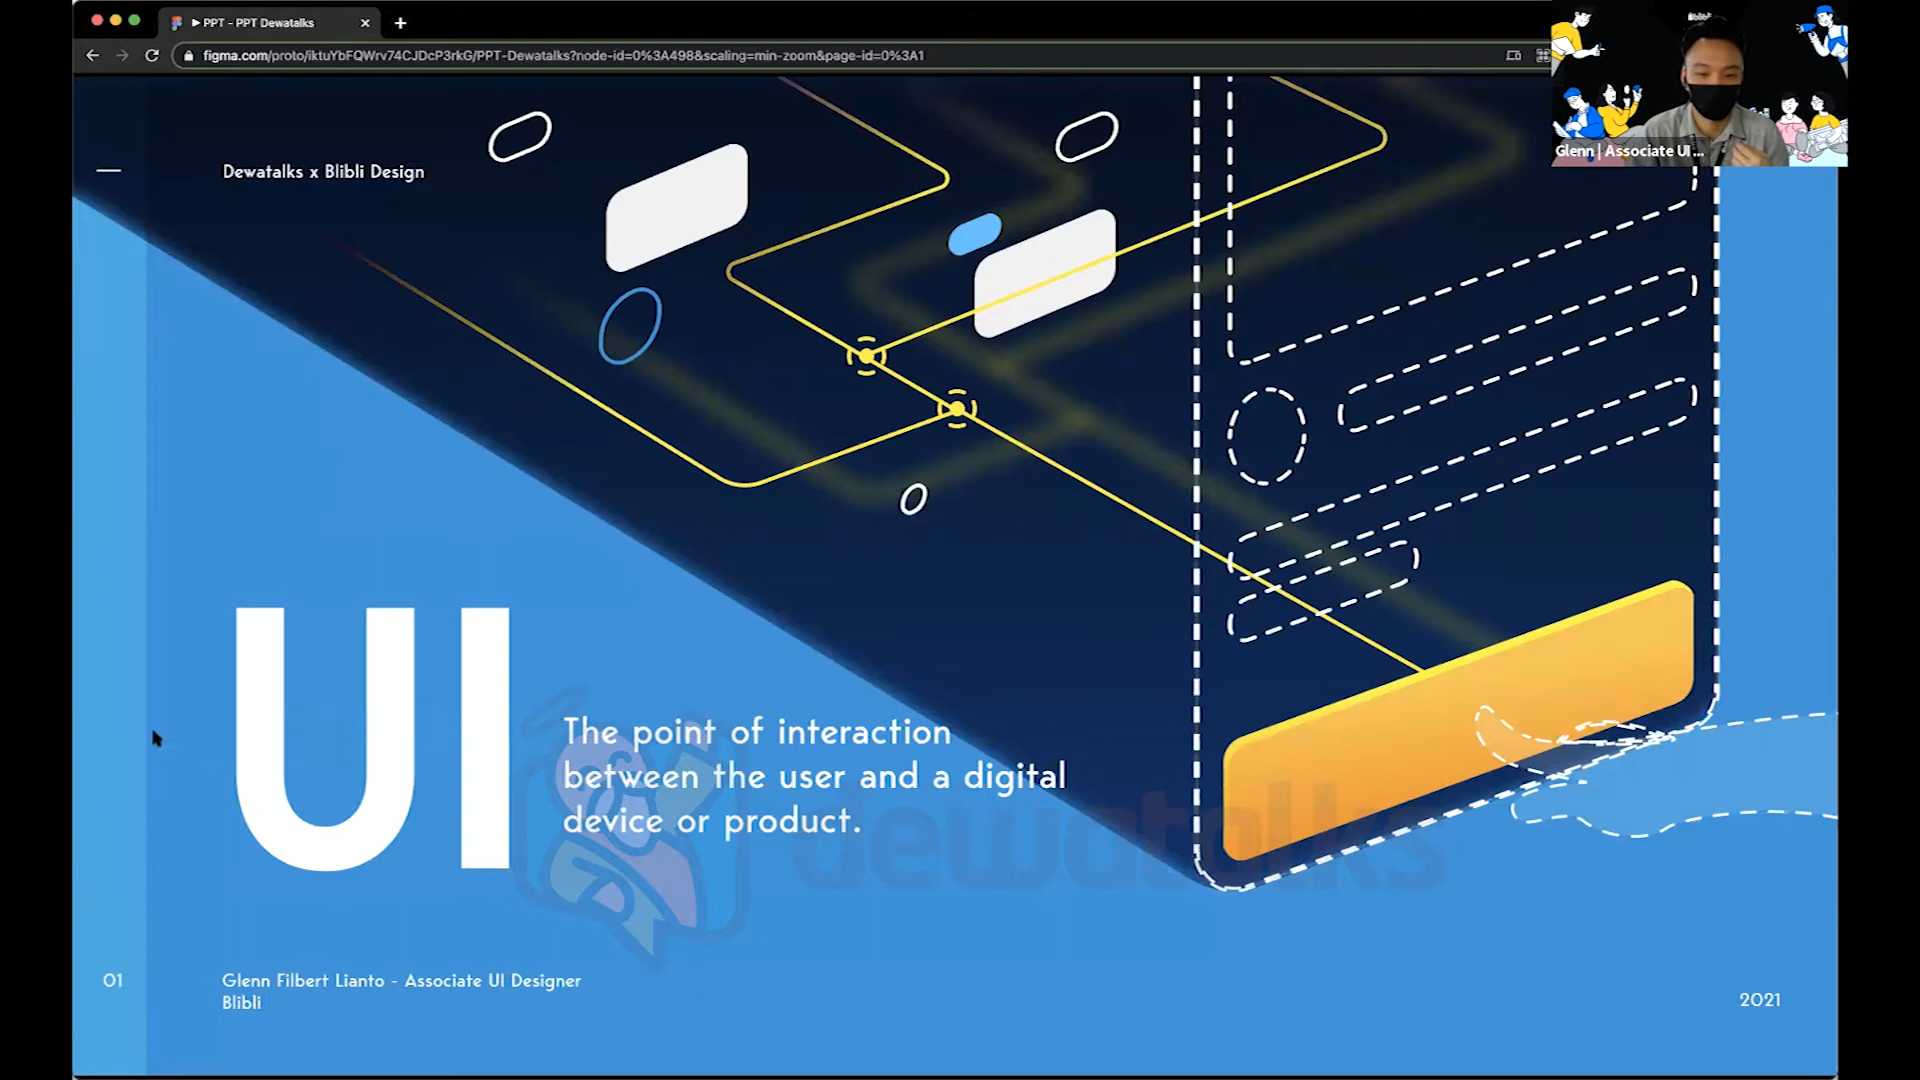 PPT - PPT Dewatalks
figma.com/proto/iktuYbFQWrv74CJDcP3rkG/PPT-Dewatalks?node-id=0%3A498&scaling=min-zoom&page-id=0%3A1
Glenn | Associate UI ...
Dewatalks x Blibli Design
UI
The point of interaction
between the user and a digital
device or product.
dewatalks
01
Glenn Filbert Lianto - Associate UI Designer
Blibli
2021